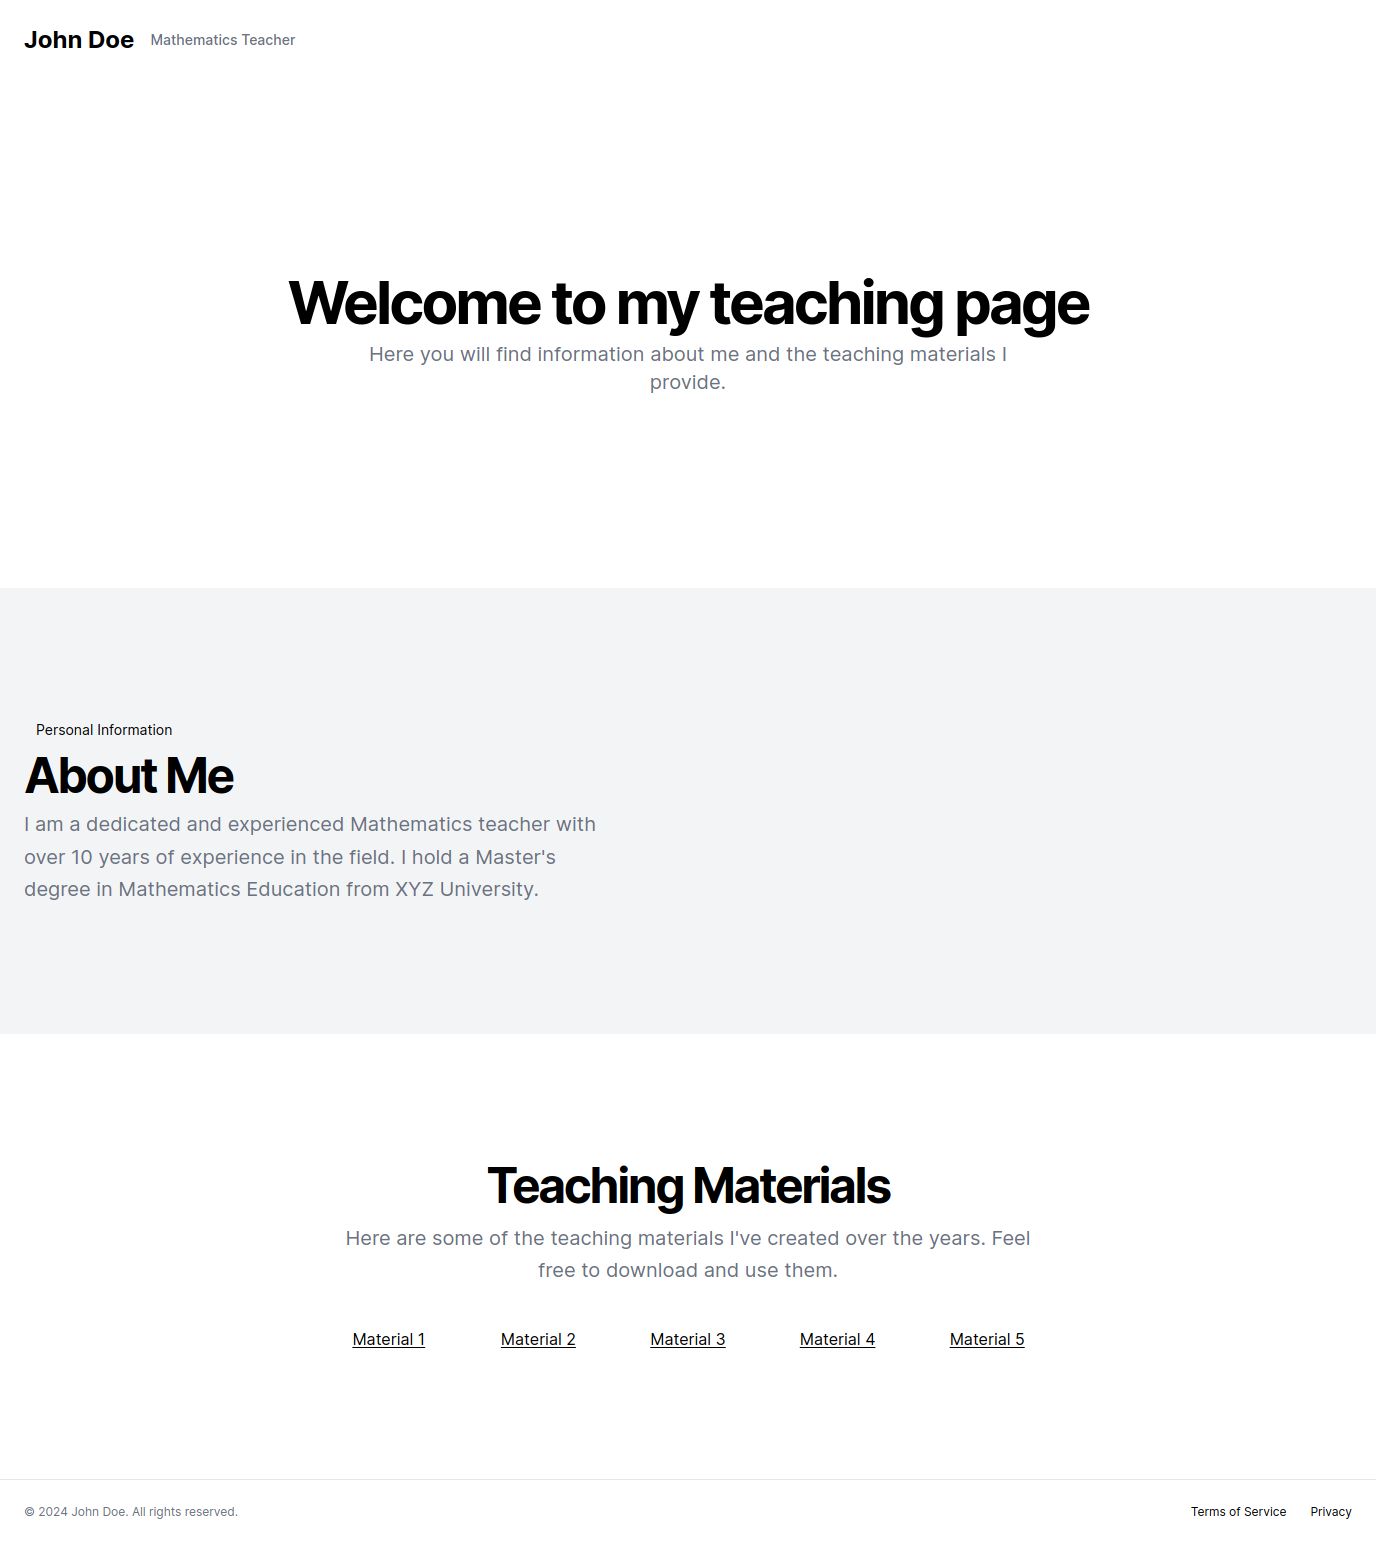 John Doe Mathematics Teacher
Welcome to my teaching page
Here you will find information about me and the teaching materials I
provide.
Personal Information
About Me
I am a dedicated and experienced Mathematics teacher with
over 10 years of experience in the field. I hold a Master's
degree in Mathematics Education from XYZ University.
Teaching Materials
Here are some of the teaching materials I've created over the years. Feel
free to download and use them.
Material 1 Material 2 Material 3 Material 4 Material 5
© 2024 John Doe. All rights reserved. Terms of Service Privacy